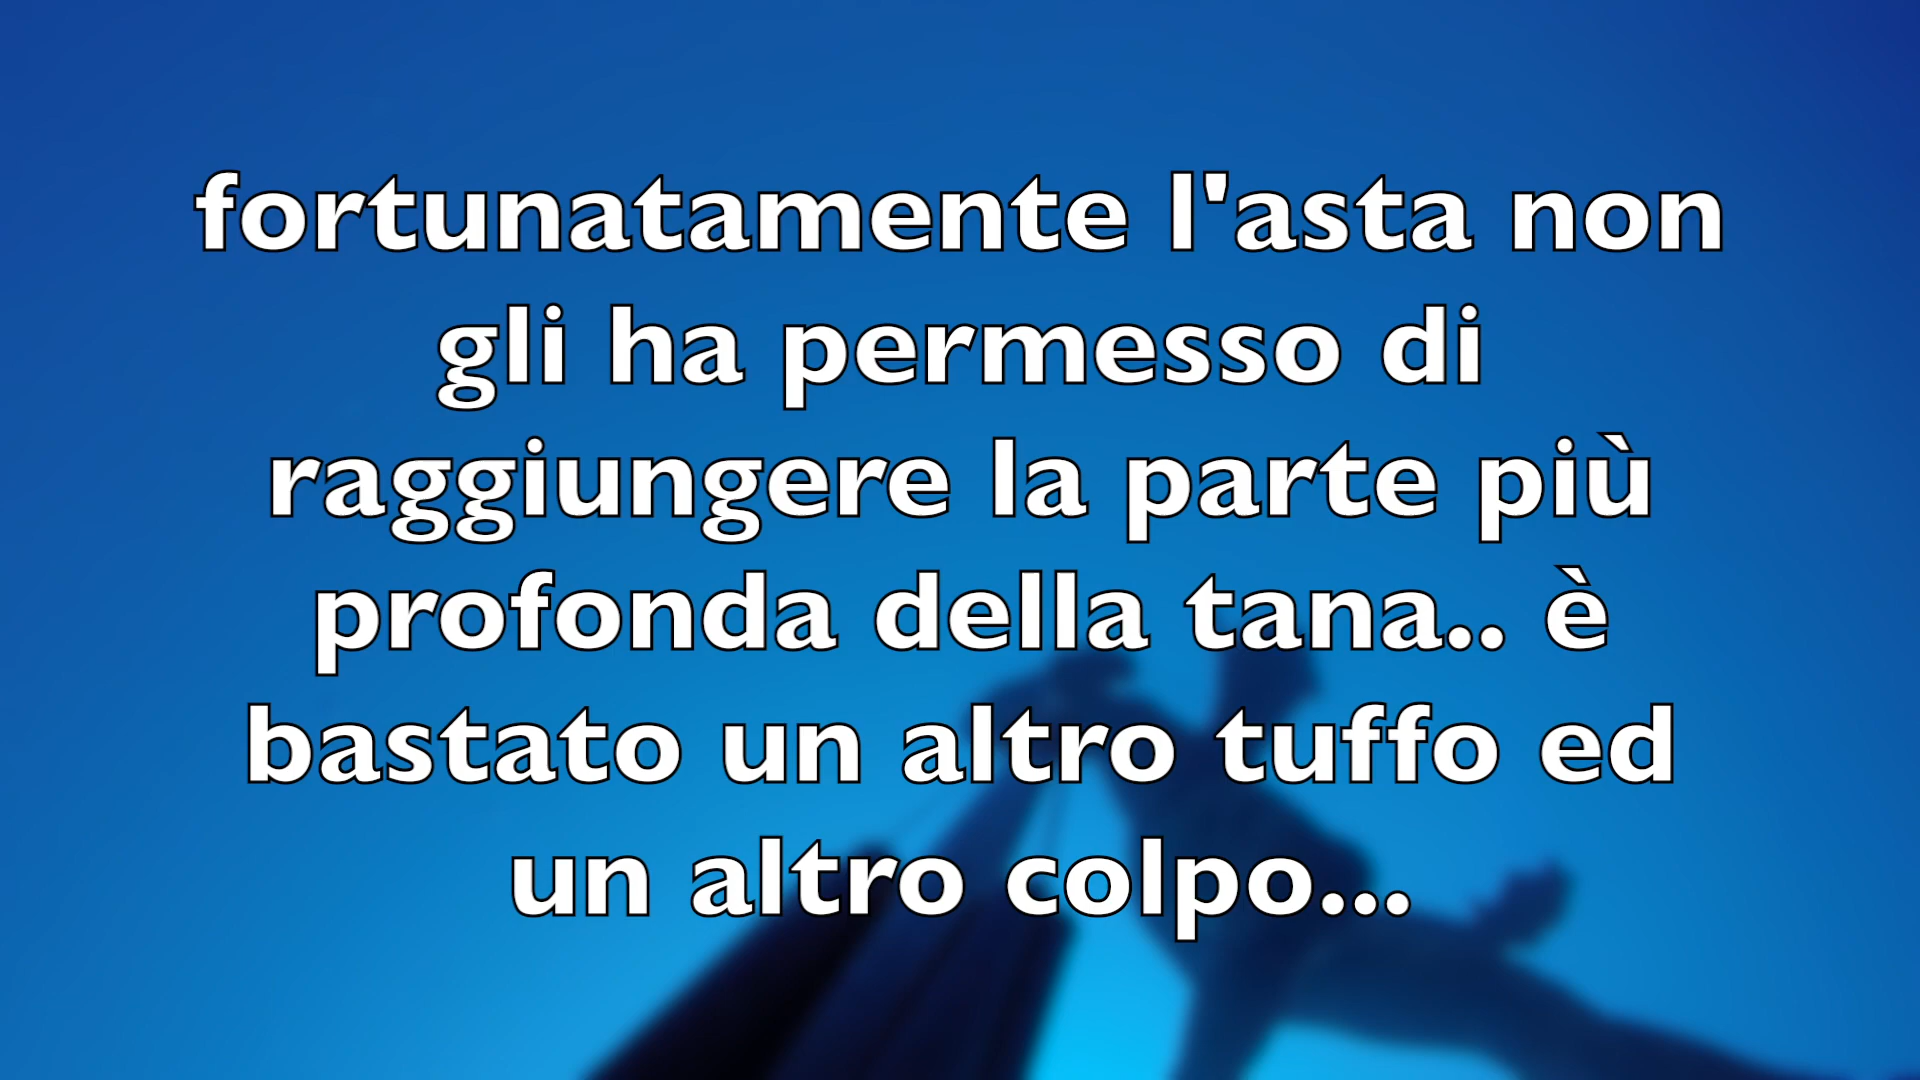 fortunatamente l'asta non
gli ha permesso di
raggiungere la parte più
profonda della tana.. è
bastato un altro tuffo ed
un altro colpo...